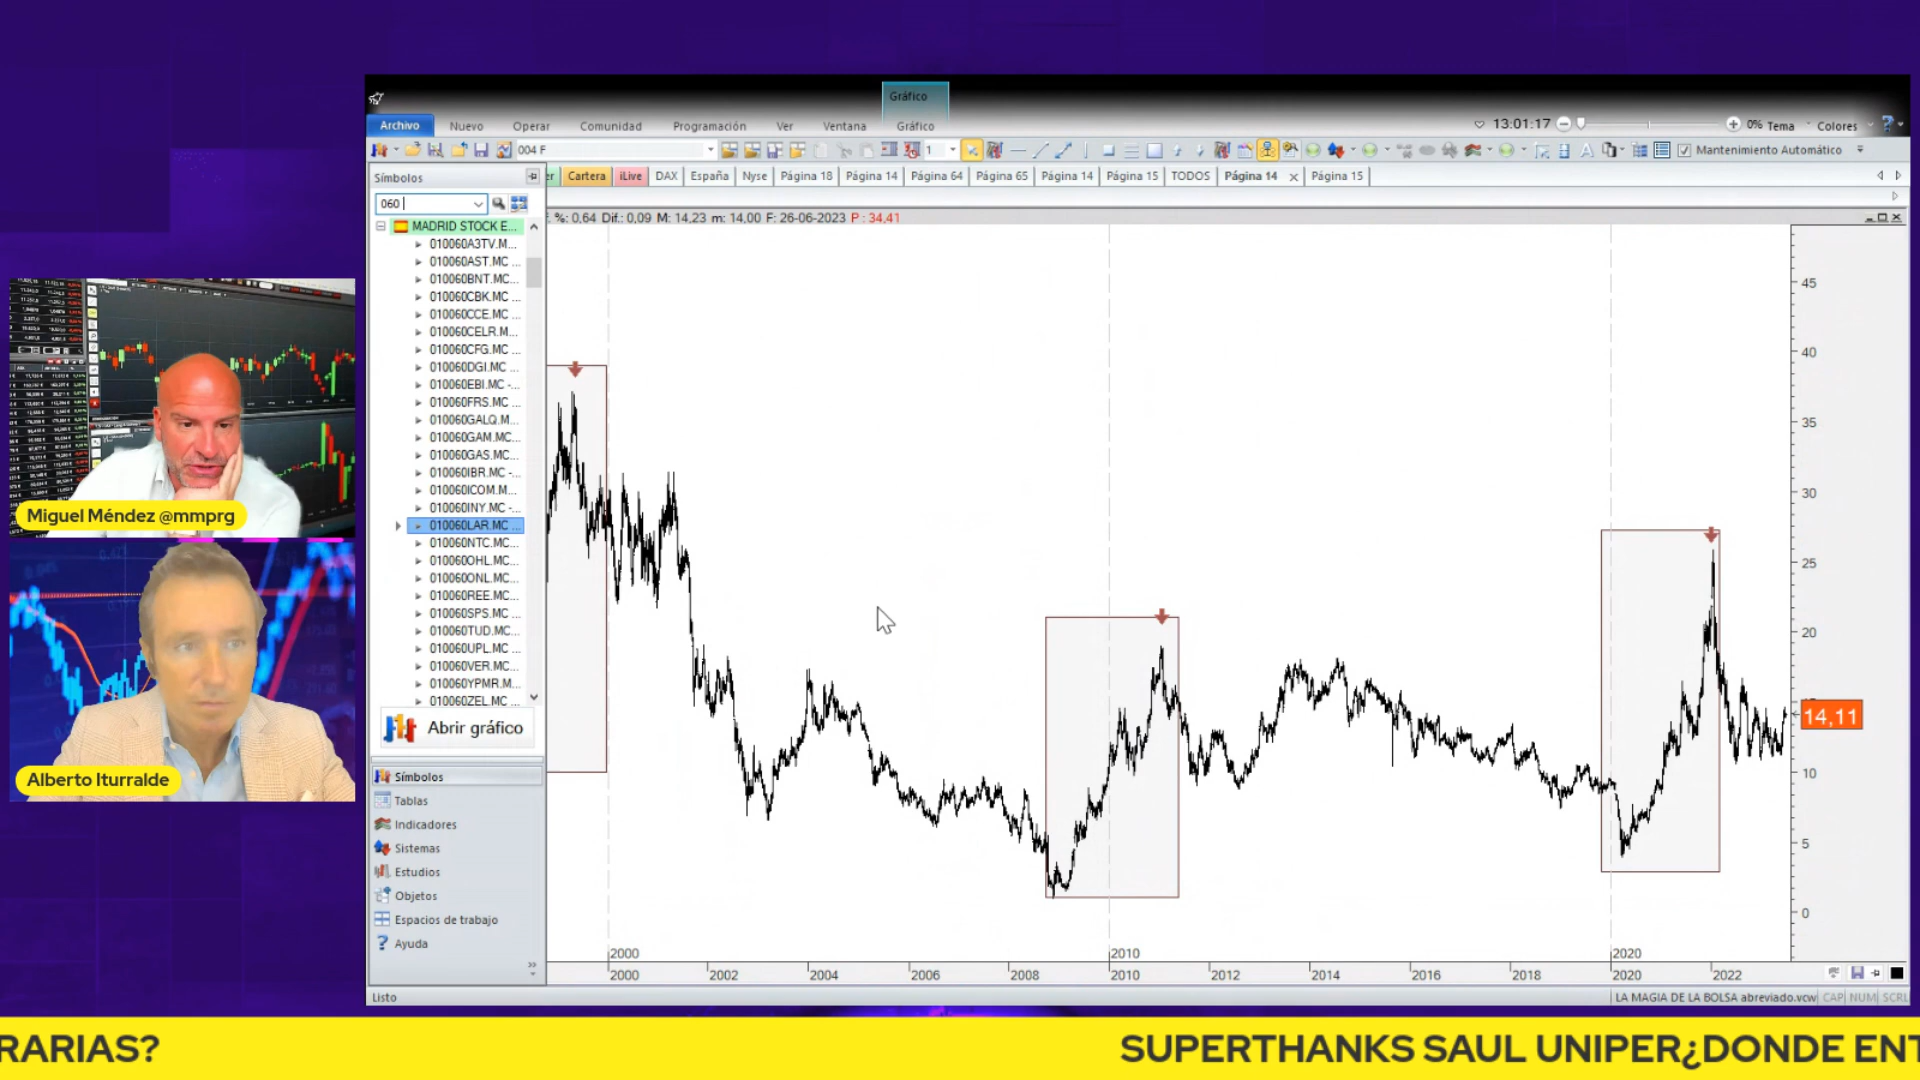 Gráfico
Archivo Nuevo Operar Comunidad Programación Ver Ventana Gráfico 13:01:17 0% Tema Colores
004 F 1 Mantenimiento Automático
Símbolos
Cartera iLive DAX España Nyse Página 18 Página 14 Página 64 Página 65 Página 14 Página 15 TODOS Página 14 Página 15
060
%: 0,64 Dif.: 0,09 M: 14,23 m: 14,00 F: 26-06-2023 P : 34,41
MADRID STOCK E...
010060A3TV.M...
010060AST.MC ...
010060BNT.MC...
010060CBK.MC ...
010060CCE.MC ...
010060CELR.M...
010060CFG.MC ...
010060DGI.MC ...
010060EBI.MC -...
010060FRS.MC ...
010060GALQ.M...
010060GAM.MC...
010060GAS.MC...
010060IBR.MC -...
010060ICOM.M...
010060INY.MC -...
010060LAR.MC ...
010060NTC.MC...
010060OHL.MC...
010060ONL.MC...
010060REE.MC...
010060SPS.MC ...
010060TUD.MC...
010060UPL.MC...
010060VER.MC...
010060YPMR.M...
010060ZEL.MC ...
Abrir gráfico
Símbolos
Tablas
Indicadores
Sistemas
Estudios
Objetos
Espacios de trabajo
Ayuda
Listo
45
40
35
30
25
20
14,11
10
5
0
2000 2010 2020
2000 2002 2004 2006 2008 2010 2012 2014 2016 2018 2020 2022
LA MAGIA DE LA BOLSA abreviado.vcw CAP NUM SCRL
Miguel Méndez @mmprg
Alberto Iturralde
RARIAS? SUPERTHANKS SAUL UNIPER¿DONDE ENT